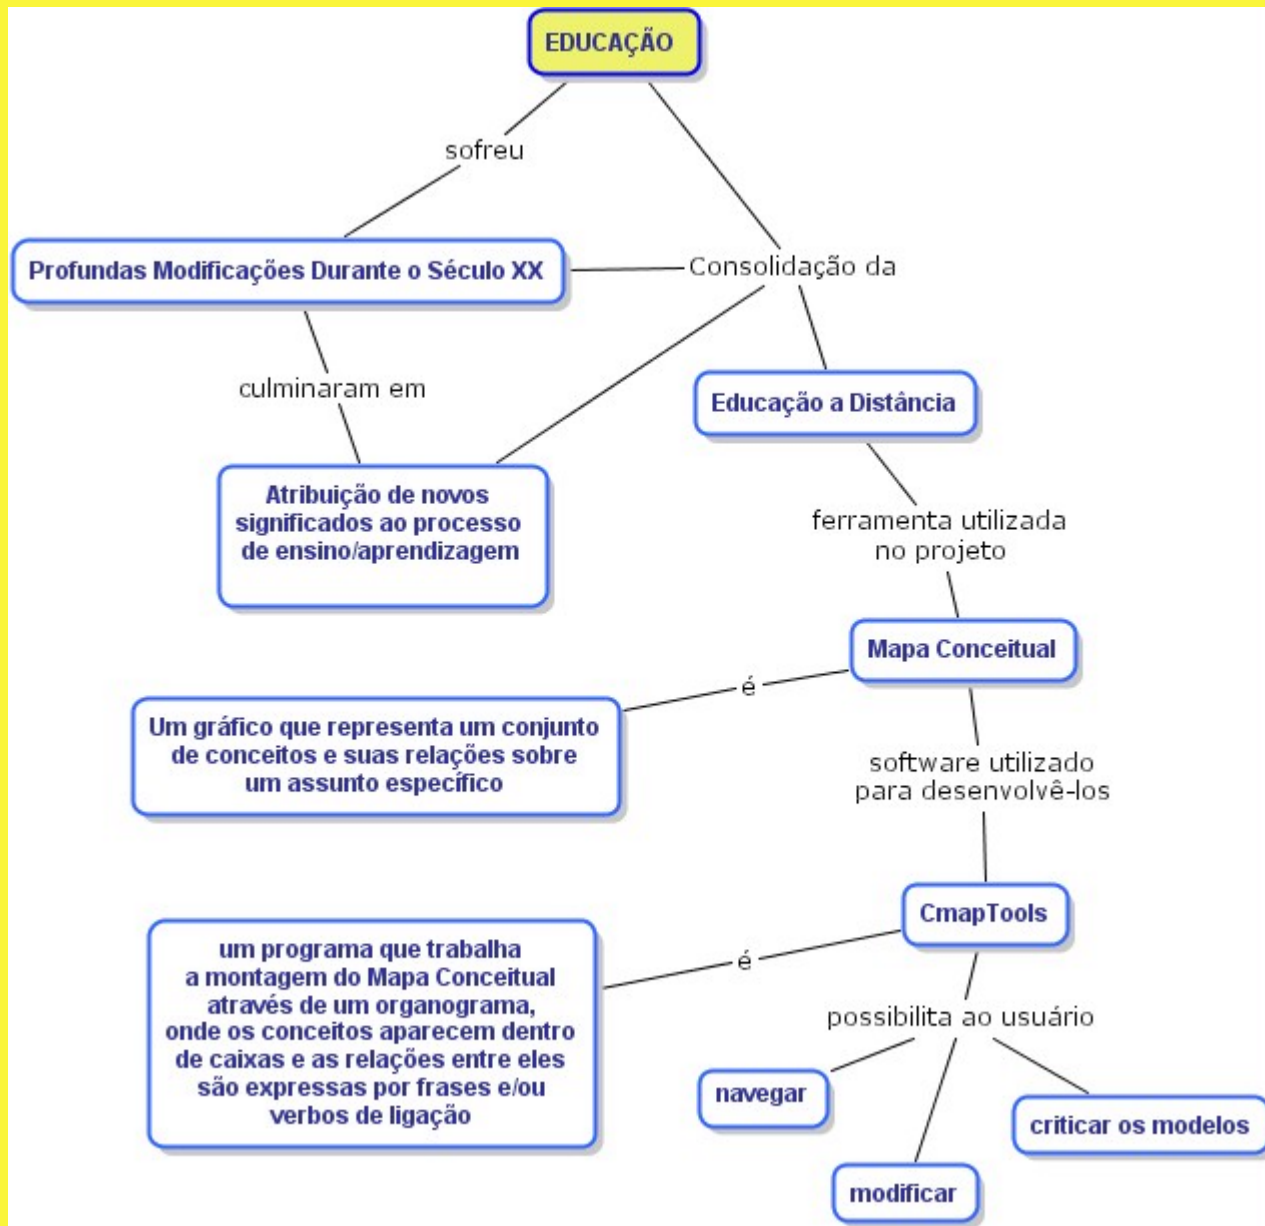 EDUCAÇÃO
sofreu
Profundas Modificações Durante o Século XX
Consolidação da
culminaram em
Educação a Distância
Atribuição de novos
significados ao processo
de ensino/aprendizagem
ferramenta utilizada
no projeto
Mapa Conceitual
é
Um gráfico que representa um conjunto
de conceitos e suas relações sobre
um assunto específico
software utilizado
para desenvolvê-los
CmapTools
é
um programa que trabalha
a montagem do Mapa Conceitual
através de um organograma,
onde os conceitos aparecem dentro
de caixas e as relações entre eles
são expressas por frases e/ou
verbos de ligação
possibilita ao usuário
navegar
criticar os modelos
modificar